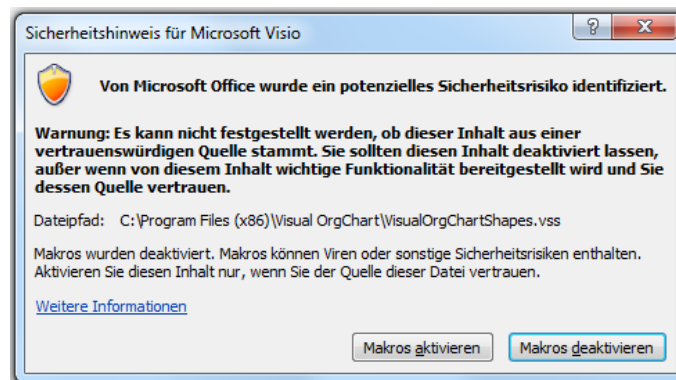 Sicherheitshinweis für Microsoft Visio
Von Microsoft Office wurde ein potenzielles Sicherheitsrisiko identifiziert.
Warnung: Es kann nicht festgestellt werden, ob dieser Inhalt aus einer
vertrauenswürdigen Quelle stammt. Sie sollten diesen Inhalt deaktiviert lassen,
außer wenn von diesem Inhalt wichtige Funktionalität bereitgestellt wird und Sie
dessen Quelle vertrauen.
Dateipfad: C:\Program Files (x86)\Visual OrgChart\VisualOrgChartShapes.vss
Makros wurden deaktiviert. Makros können Viren oder sonstige Sicherheitsrisiken enthalten.
Aktivieren Sie diesen Inhalt nur, wenn Sie der Quelle dieser Datei vertrauen.
Weitere Informationen
Makros aktivieren Makros deaktivieren